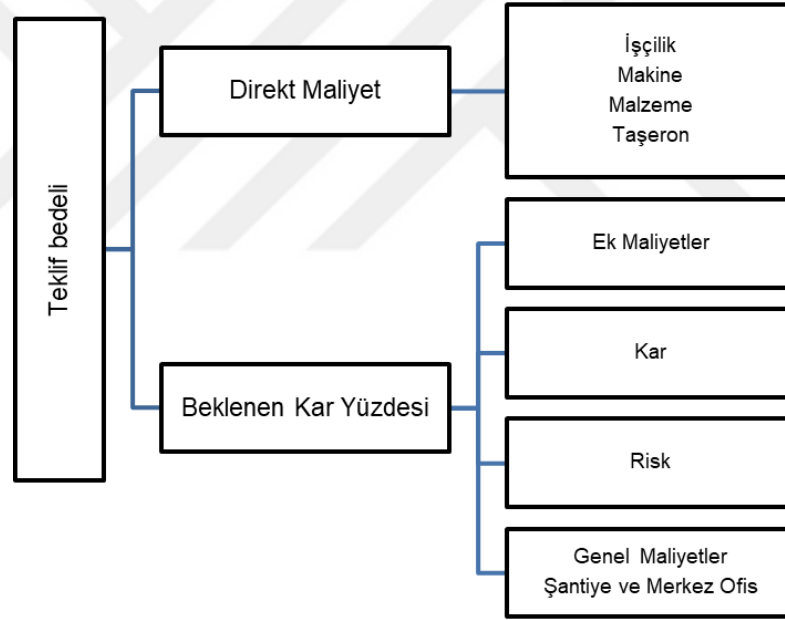 Teklif bedeli
Direkt Maliyet
İşçilik
Makine
Malzeme
Taşeron
Beklenen Kar Yüzdesi
Ek Maliyetler
Kar
Risk
Genel Maliyetler
Şantiye ve Merkez Ofis